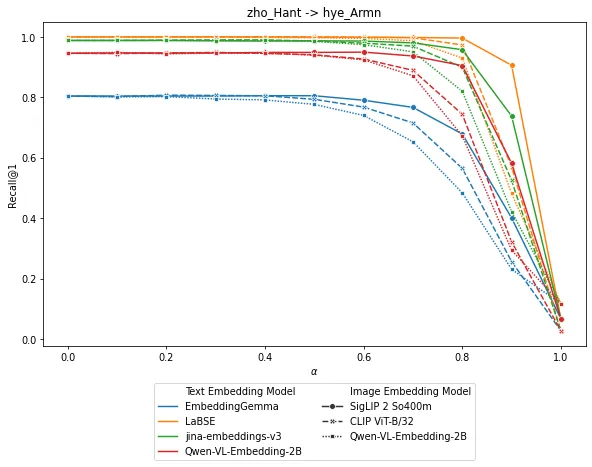 zho_Hant -> hye_Armn
Recall@1
1.0
0.8
0.6
0.4
0.2
0.0
0.0 0.2 0.4 0.6 0.8 1.0
α
Text Embedding Model
EmbeddingGemma
LaBSE
jina-embeddings-v3
Qwen-VL-Embedding-2B
Image Embedding Model
SigLIP 2 So400m
CLIP ViT-B/32
Qwen-VL-Embedding-2B